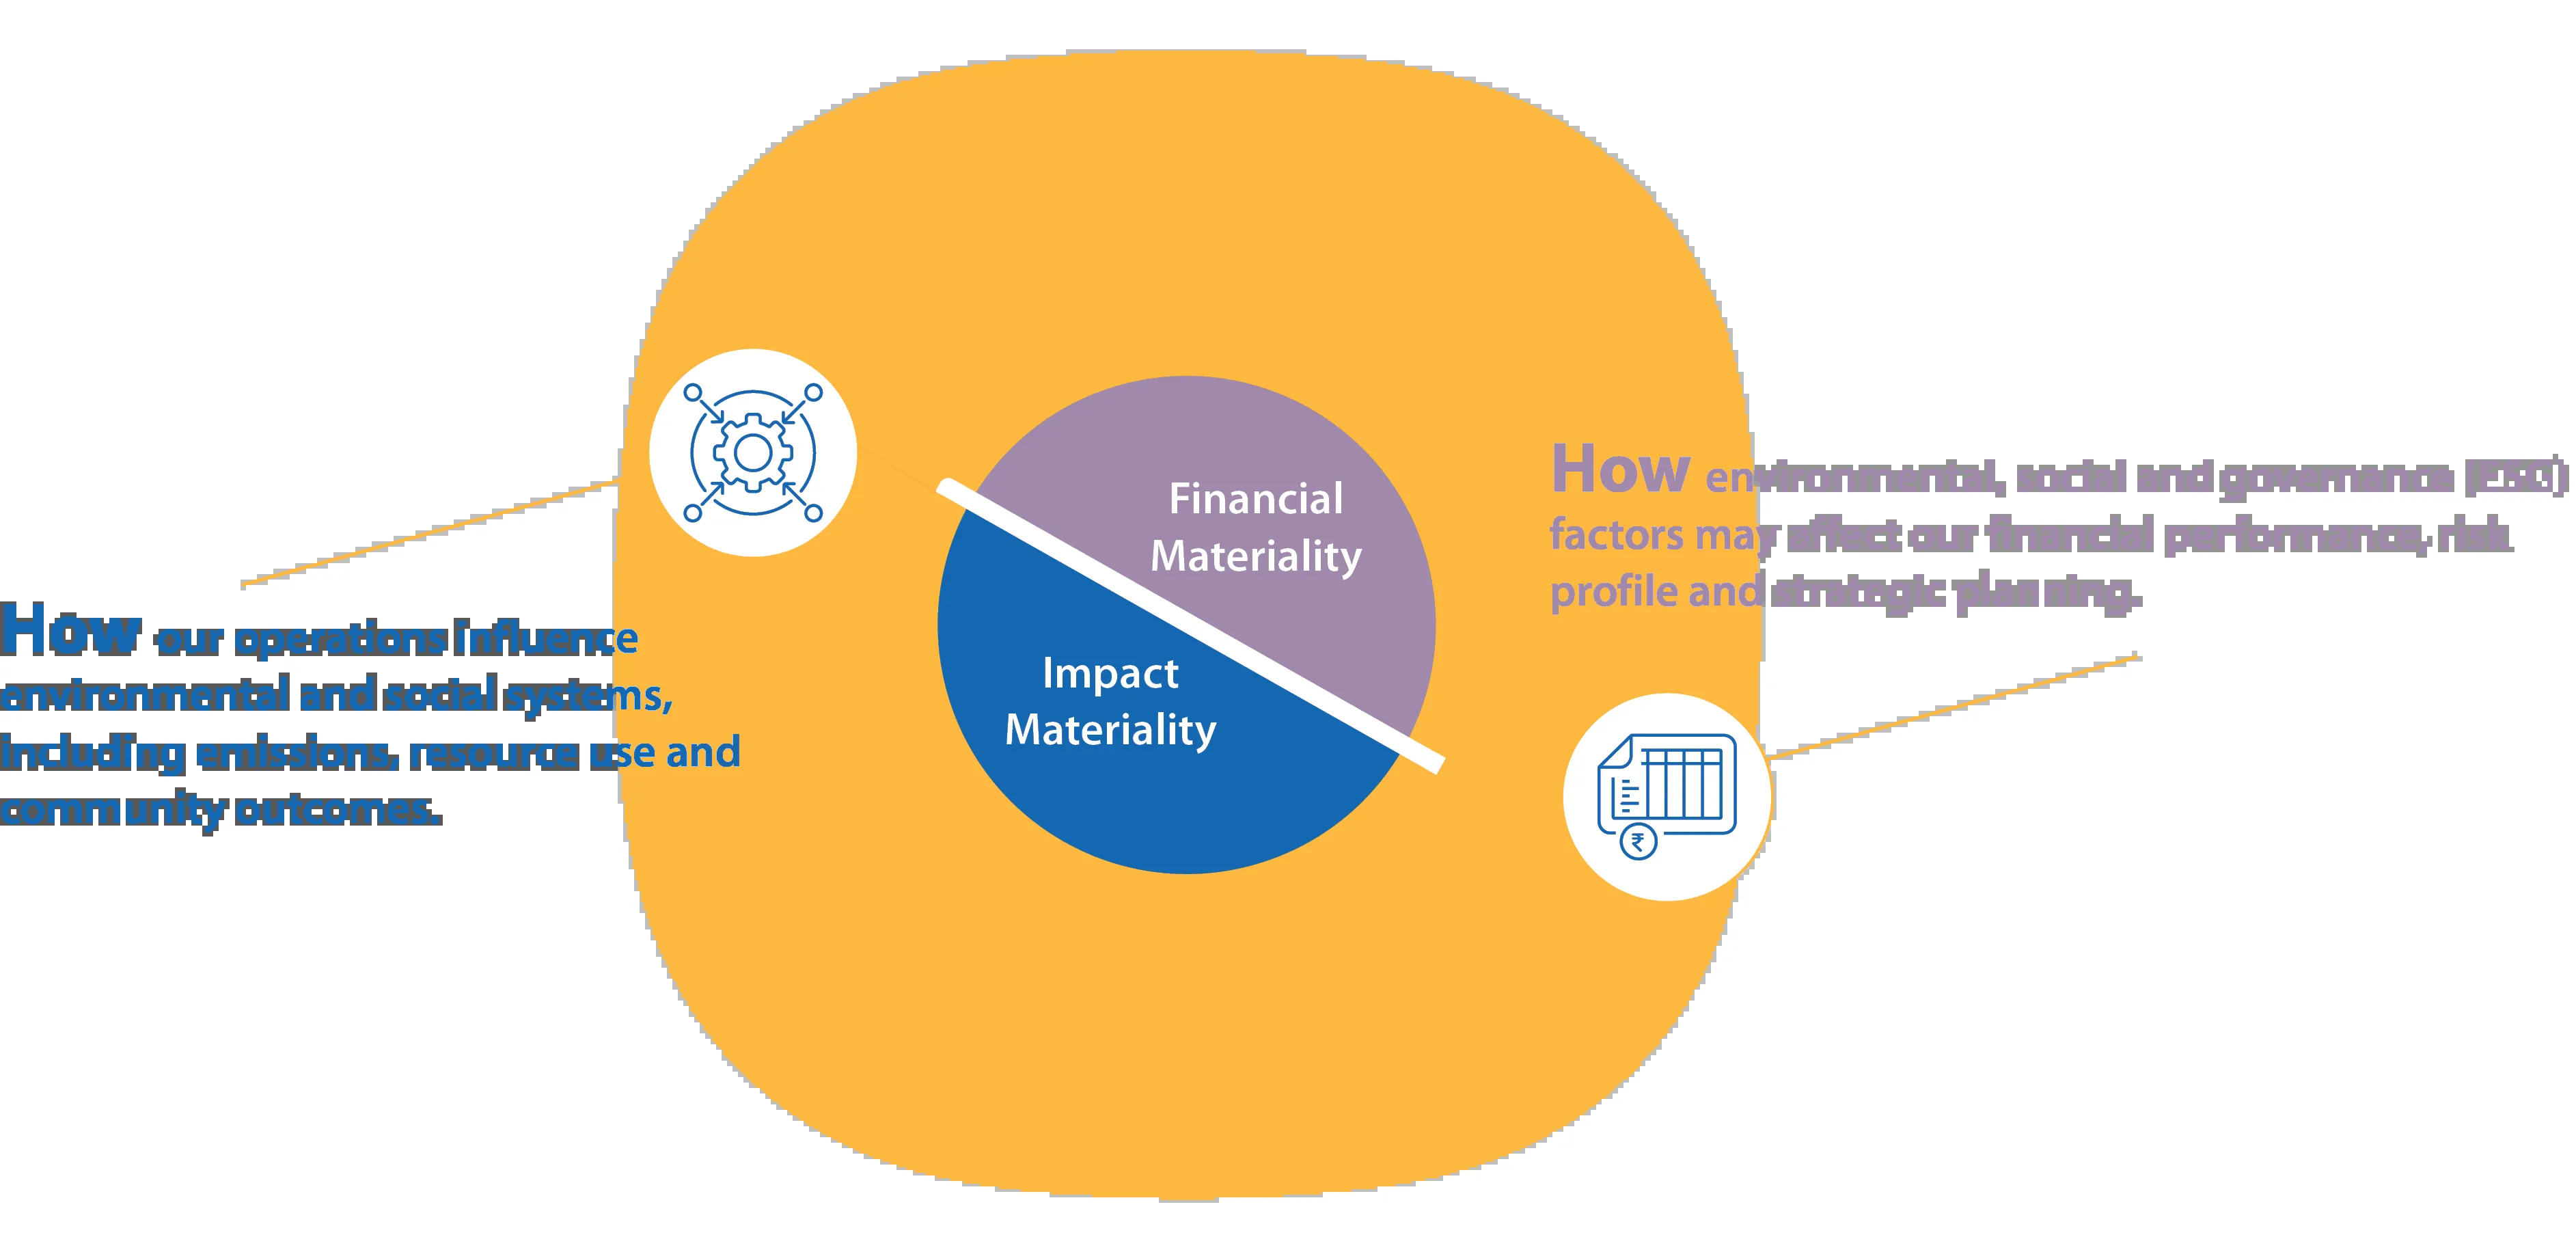 Financial
Materiality
Impact
Materiality
How environmental, social and governance (ESG)
factors may affect our financial performance, risk
profile and strategic planning.
How our operations influence
environmental and social systems,
including emissions, resource use and
community outcomes.
₹